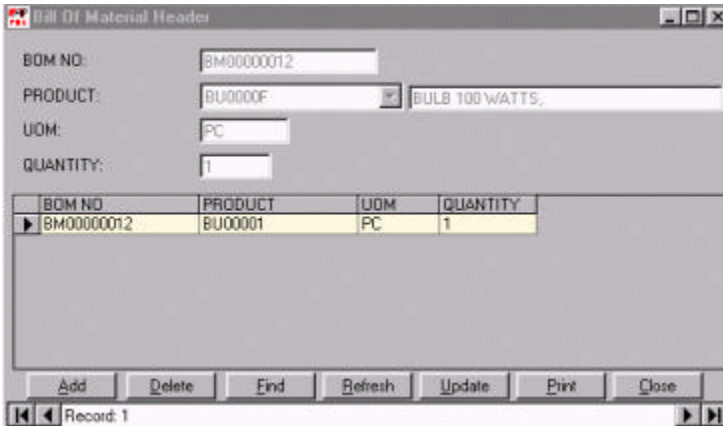 Bill Of Material Header
BOM NO: BM00000012
PRODUCT: BU0000F BULB 100 WATTS,
UOM: PC
QUANTITY: 1
BOM NO PRODUCT UOM QUANTITY
BM00000012 BU00001 PC 1
Add Delete Find Refresh Update Print Close
Record: 1